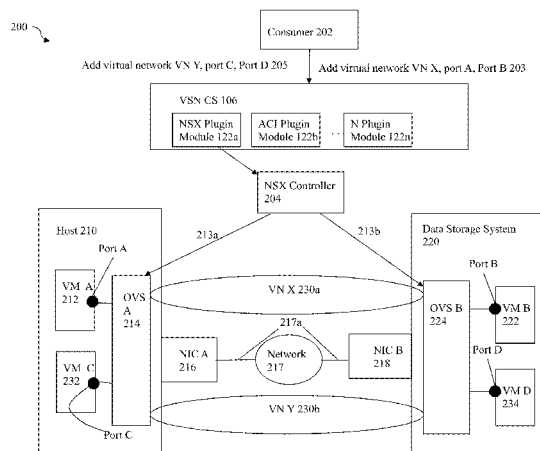 200
Consumer 202
Add virtual network VN Y, port C, Port D 205
Add virtual network VN X, port A, Port B 203
VSN CS 106
NSX Plugin
Module 122a
ACI Plugin
Module 122b
...
N Plugin
Module 122n
NSX Controller
204
213a
213b
Host 210
Data Storage System
220
Port A
Port B
VM A
212
OVS
A
214
VN X 230a
OVS B
224
VM B
222
217a
NIC A
216
Network
217
NIC B
218
Port D
VM C
232
VM D
234
VN Y 230b
Port C